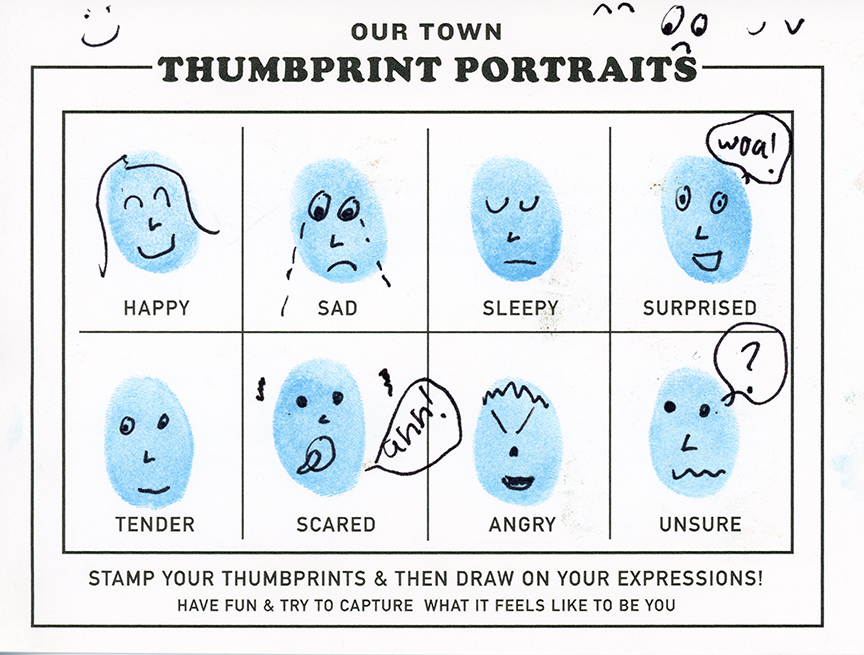 OUR TOWN
THUMBPRINT PORTRAITS
woa!
HAPPY
SAD
SLEEPY
SURPRISED
?
ahh!
TENDER
SCARED
ANGRY
UNSURE
STAMP YOUR THUMBPRINTS & THEN DRAW ON YOUR EXPRESSIONS!
HAVE FUN & TRY TO CAPTURE WHAT IT FEELS LIKE TO BE YOU